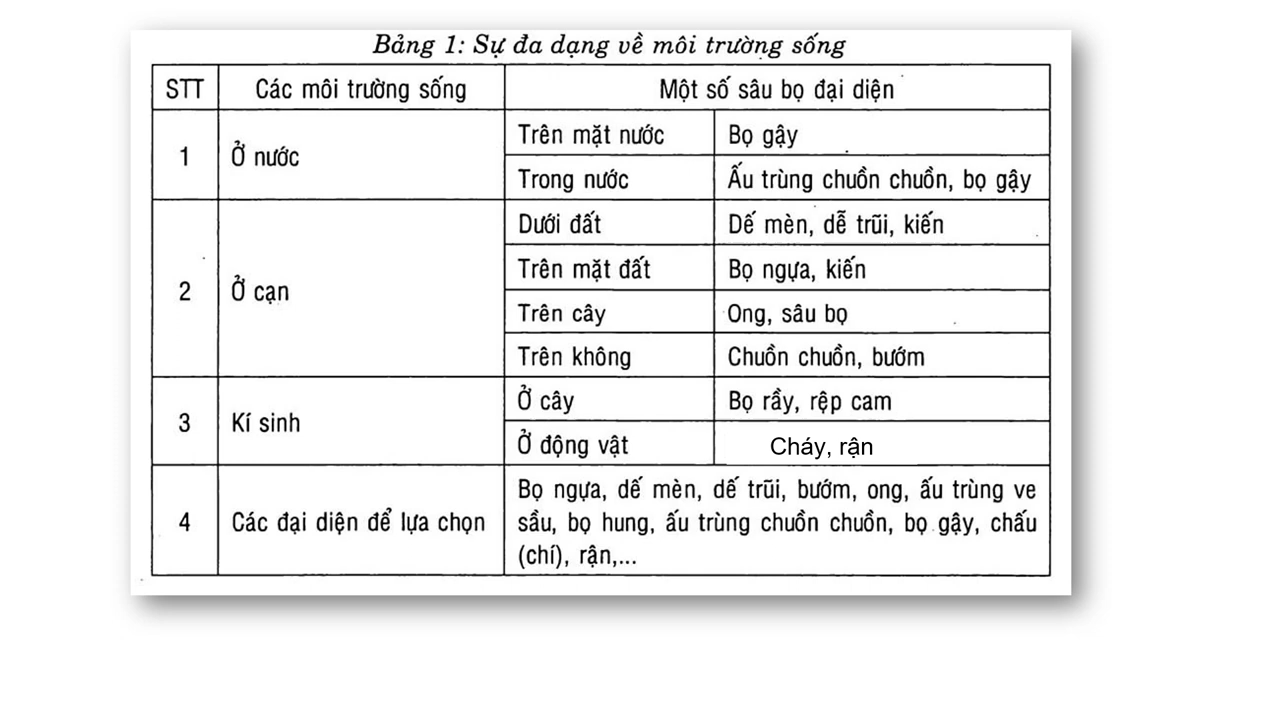 Bảng 1: Sự đa dạng về môi trường sống
STT Các môi trường sống Một số sâu bọ đại diện
1 Ở nước Trên mặt nước Bọ gậy
Trong nước Ấu trùng chuồn chuồn, bọ gậy
2 Ở cạn Dưới đất Dế mèn, dễ trũi, kiến
Trên mặt đất Bọ ngựa, kiến
Trên cây Ong, sâu bọ
Trên không Chuồn chuồn, bướm
3 Kí sinh Ở cây Bọ rầy, rệp cam
Ở động vật Cháy, rận
4 Các đại diện để lựa chọn Bọ ngựa, dế mèn, dế trũi, bướm, ong, ấu trùng ve
sầu, bọ hung, ấu trùng chuồn chuồn, bọ gậy, chấu
(chí), rận,...